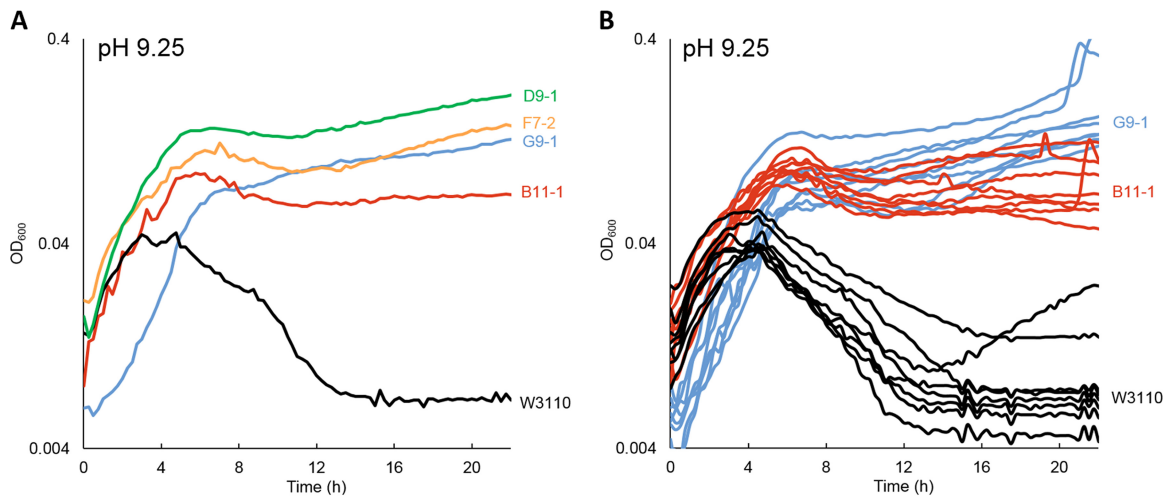 A
pH 9.25
0.4
0.04
0.004
OD600
0 4 8 12 16 20
Time (h)
D9-1
F7-2
G9-1
B11-1
W3110
B
pH 9.25
0.4
0.04
0.004
OD600
0 4 8 12 16 20
Time (h)
G9-1
B11-1
W3110